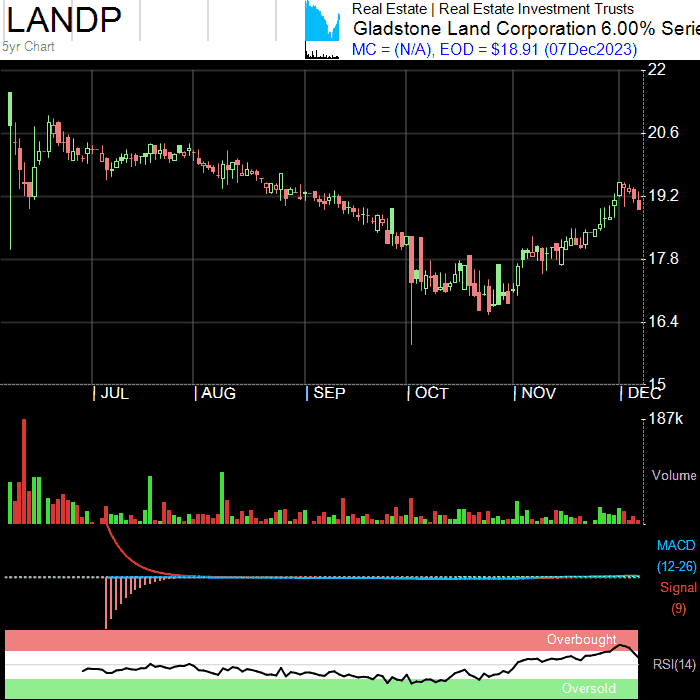 LANDP
5yr Chart
Real Estate | Real Estate Investment Trusts
Gladstone Land Corporation 6.00% Serie
MC = (N/A), EOD = $18.91 (07Dec2023)
22
20.6
19.2
17.8
16.4
15
| JUL | AUG | SEP | OCT | NOV | DEC
187k
Volume
MACD
(12-26)
Signal
(9)
Overbought
RSI(14)
Oversold